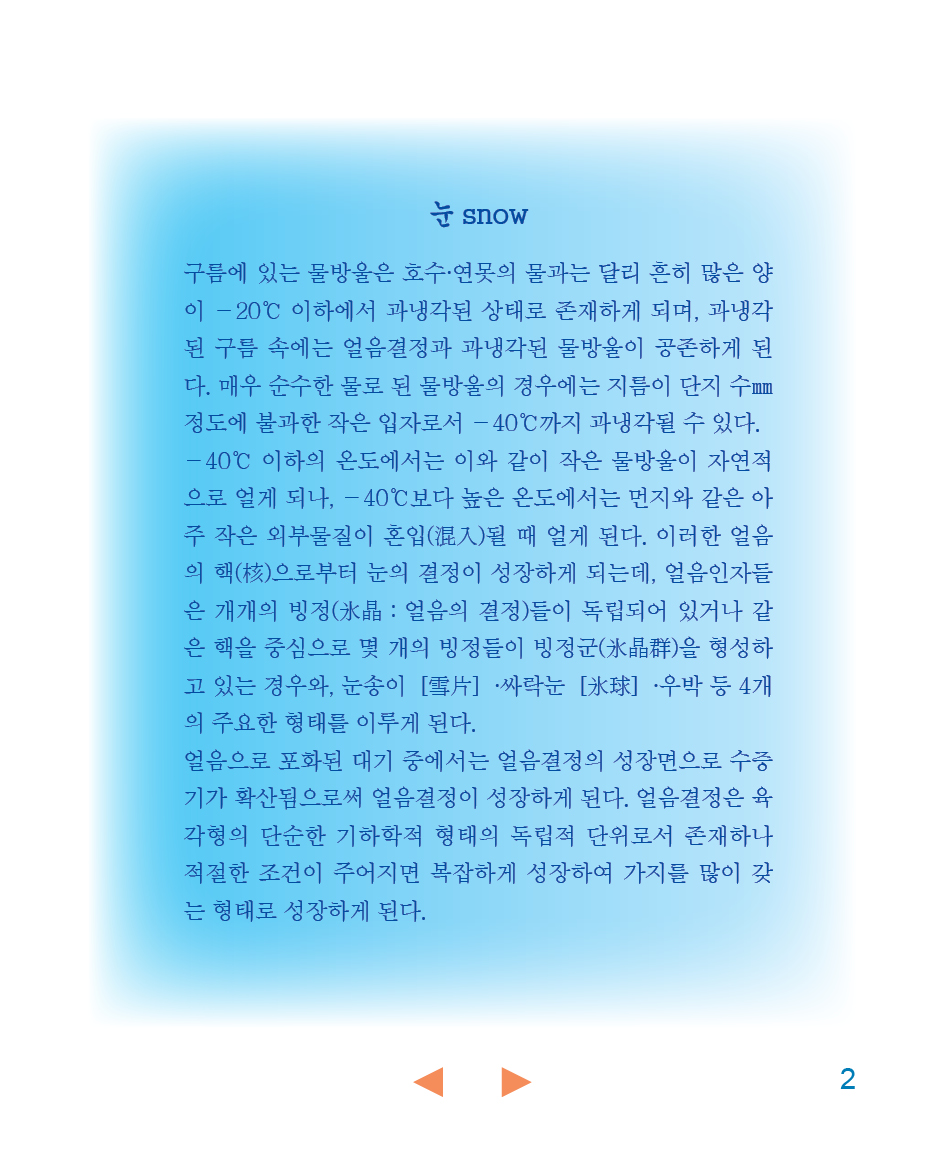 눈 snow
구름에 있는 물방울은 호수·연못의 물과는 달리 흔히 많은 양
이 －20℃ 이하에서 과냉각된 상태로 존재하게 되며, 과냉각
된 구름 속에는 얼음결정과 과냉각된 물방울이 공존하게 된
다. 매우 순수한 물로 된 물방울의 경우에는 지름이 단지 수㎜
정도에 불과한 작은 입자로서 －40℃까지 과냉각될 수 있다.
－40℃ 이하의 온도에서는 이와 같이 작은 물방울이 자연적
으로 얼게 되나, －40℃보다 높은 온도에서는 먼지와 같은 아
주 작은 외부물질이 혼입(混入)될 때 얼게 된다. 이러한 얼음
의 핵(核)으로부터 눈의 결정이 성장하게 되는데, 얼음인자들
은 개개의 빙정(氷晶 : 얼음의 결정)들이 독립되어 있거나 같
은 핵을 중심으로 몇 개의 빙정들이 빙정군(氷晶群)을 형성하
고 있는 경우와, 눈송이 [雪片] ·싸락눈 [氷球] ·우박 등 4개
의 주요한 형태를 이루게 된다.
얼음으로 포화된 대기 중에서는 얼음결정의 성장면으로 수증
기가 확산됨으로써 얼음결정이 성장하게 된다. 얼음결정은 육
각형의 단순한 기하학적 형태의 독립적 단위로서 존재하나
적절한 조건이 주어지면 복잡하게 성장하여 가지를 많이 갖
는 형태로 성장하게 된다.
2